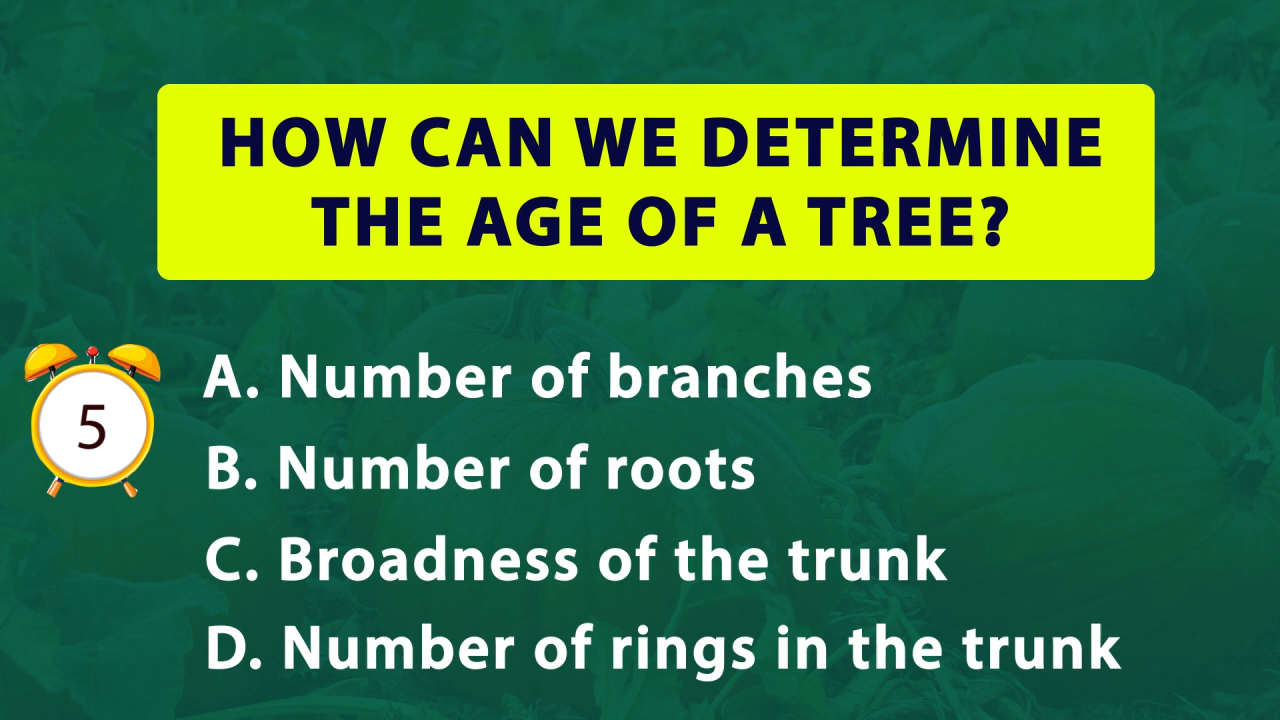 HOW CAN WE DETERMINE
THE AGE OF A TREE?
5
A. Number of branches
B. Number of roots
C. Broadness of the trunk
D. Number of rings in the trunk